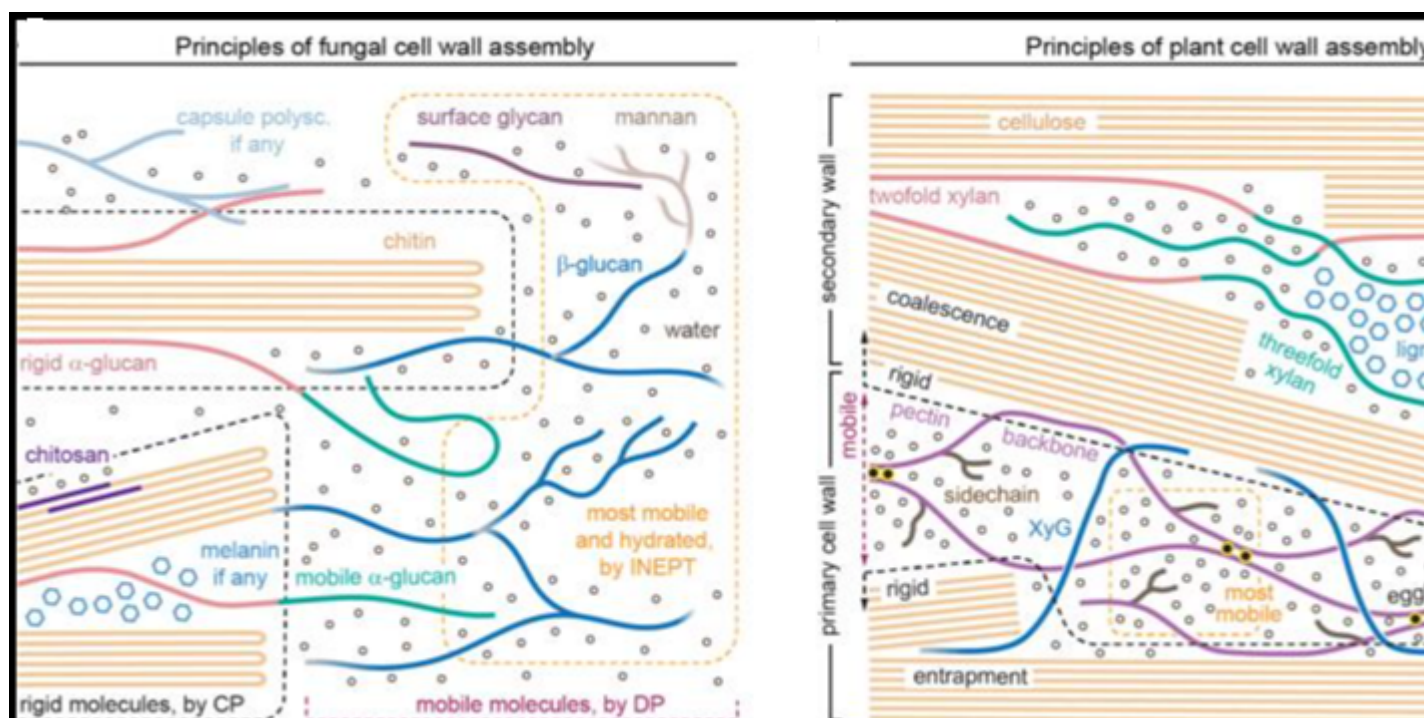 Principles of fungal cell wall assembly
capsule polysc.
if any
surface glycan
mannan
chitin
β-glucan
water
rigid α-glucan
chitosan
most mobile
and hydrated,
by INEPT
melanin
if any
mobile α-glucan
rigid molecules, by CP
mobile molecules, by DP
Principles of plant cell wall assembly
secondary wall
cellulose
twofold xylan
coalescence
lign
threefold
xylan
rigid
mobile
pectin
backbone
primary cell wall
sidechain
XyG
rigid
most
mobile
egg
entrapment